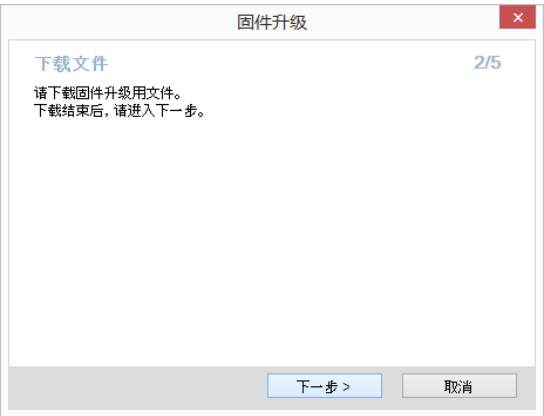 固件升级
下载文件 2/5
请下载固件升级用文件。
下载结束后,请进入下一步。
下一步 >
取消